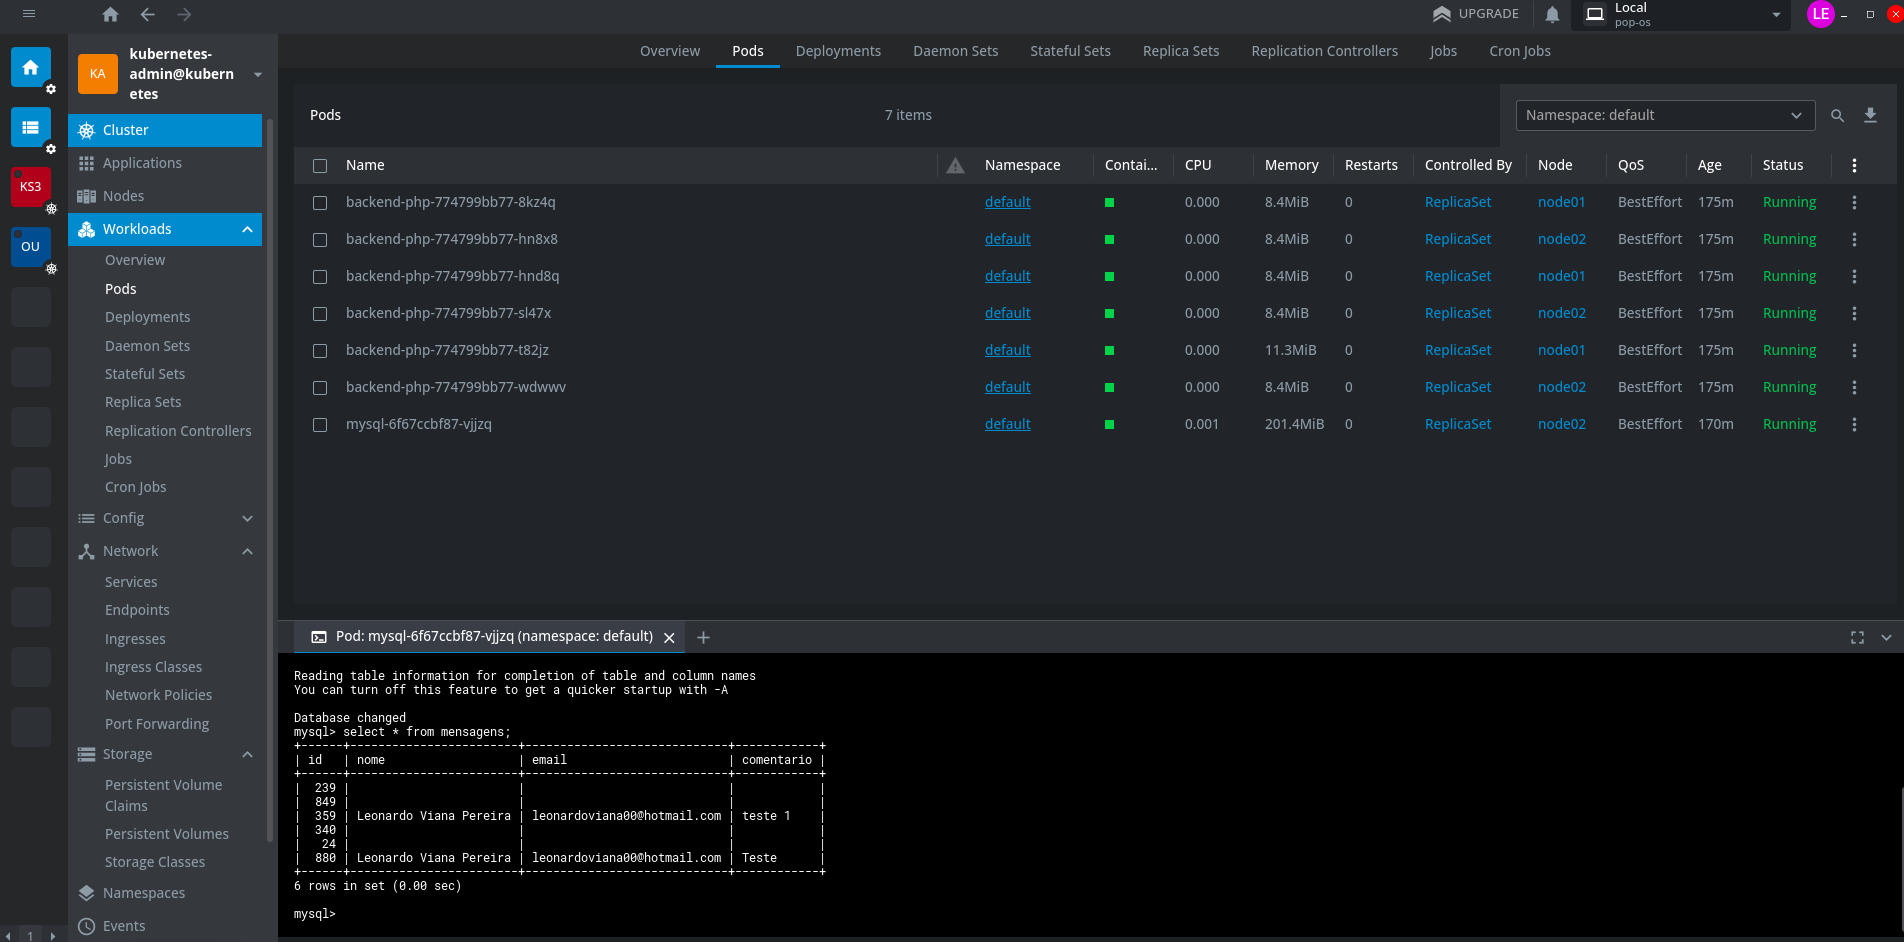 UPGRADE
Local
pop-os
LE
KA
kubernetes-
admin@kubern
etes
KS3
OU
1
Cluster
Applications
Nodes
Workloads
Overview
Pods
Deployments
Daemon Sets
Stateful Sets
Replica Sets
Replication Controllers
Jobs
Cron Jobs
Config
Network
Services
Endpoints
Ingresses
Ingress Classes
Network Policies
Port Forwarding
Storage
Persistent Volume
Claims
Persistent Volumes
Storage Classes
Namespaces
Events
Overview Pods Deployments Daemon Sets Stateful Sets Replica Sets Replication Controllers Jobs Cron Jobs
Pods 7 items Namespace: default
Name Namespace Contai... CPU Memory Restarts Controlled By Node QoS Age Status
backend-php-774799bb77-8kz4q default 0.000 8.4MiB 0 ReplicaSet node01 BestEffort 175m Running
backend-php-774799bb77-hn8x8 default 0.000 8.4MiB 0 ReplicaSet node02 BestEffort 175m Running
backend-php-774799bb77-hnd8q default 0.000 8.4MiB 0 ReplicaSet node01 BestEffort 175m Running
backend-php-774799bb77-sl47x default 0.000 8.4MiB 0 ReplicaSet node02 BestEffort 175m Running
backend-php-774799bb77-t82jz default 0.000 11.3MiB 0 ReplicaSet node01 BestEffort 175m Running
backend-php-774799bb77-wdwwv default 0.000 8.4MiB 0 ReplicaSet node02 BestEffort 175m Running
mysql-6f67ccbf87-vjjzq default 0.001 201.4MiB 0 ReplicaSet node02 BestEffort 170m Running
Pod: mysql-6f67ccbf87-vjjzq (namespace: default)
Reading table information for completion of table and column names
You can turn off this feature to get a quicker startup with -A
Database changed
mysql> select * from mensagens;
+------+-------------------------+------------------------------+------------+
| id | nome | email | comentario |
+------+-------------------------+------------------------------+------------+
| 239 | | | |
| 849 | | | |
| 359 | Leonardo Viana Pereira | leonardoviana00@hotmail.com | teste 1 |
| 340 | | | |
| 24 | | | |
| 880 | Leonardo Viana Pereira | leonardoviana00@hotmail.com | Teste |
+------+-------------------------+------------------------------+------------+
6 rows in set (0.00 sec)
mysql>